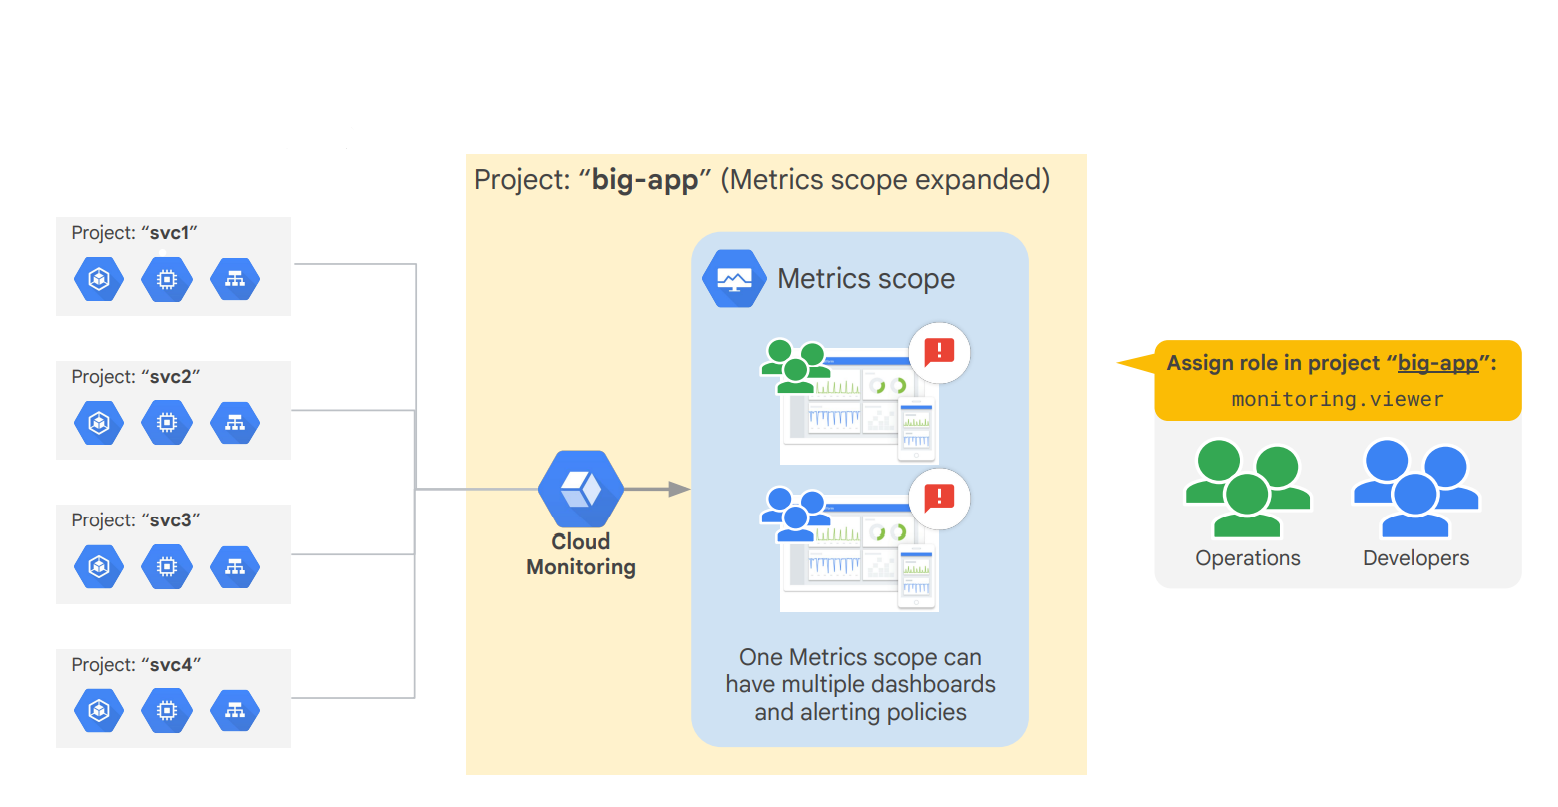 Project: “big-app” (Metrics scope expanded)
Project: “svc1”
Project: “svc2”
Project: “svc3”
Project: “svc4”
Cloud
Monitoring
Metrics scope
One Metrics scope can
have multiple dashboards
and alerting policies
Assign role in project “big-app”:
monitoring.viewer
Operations
Developers